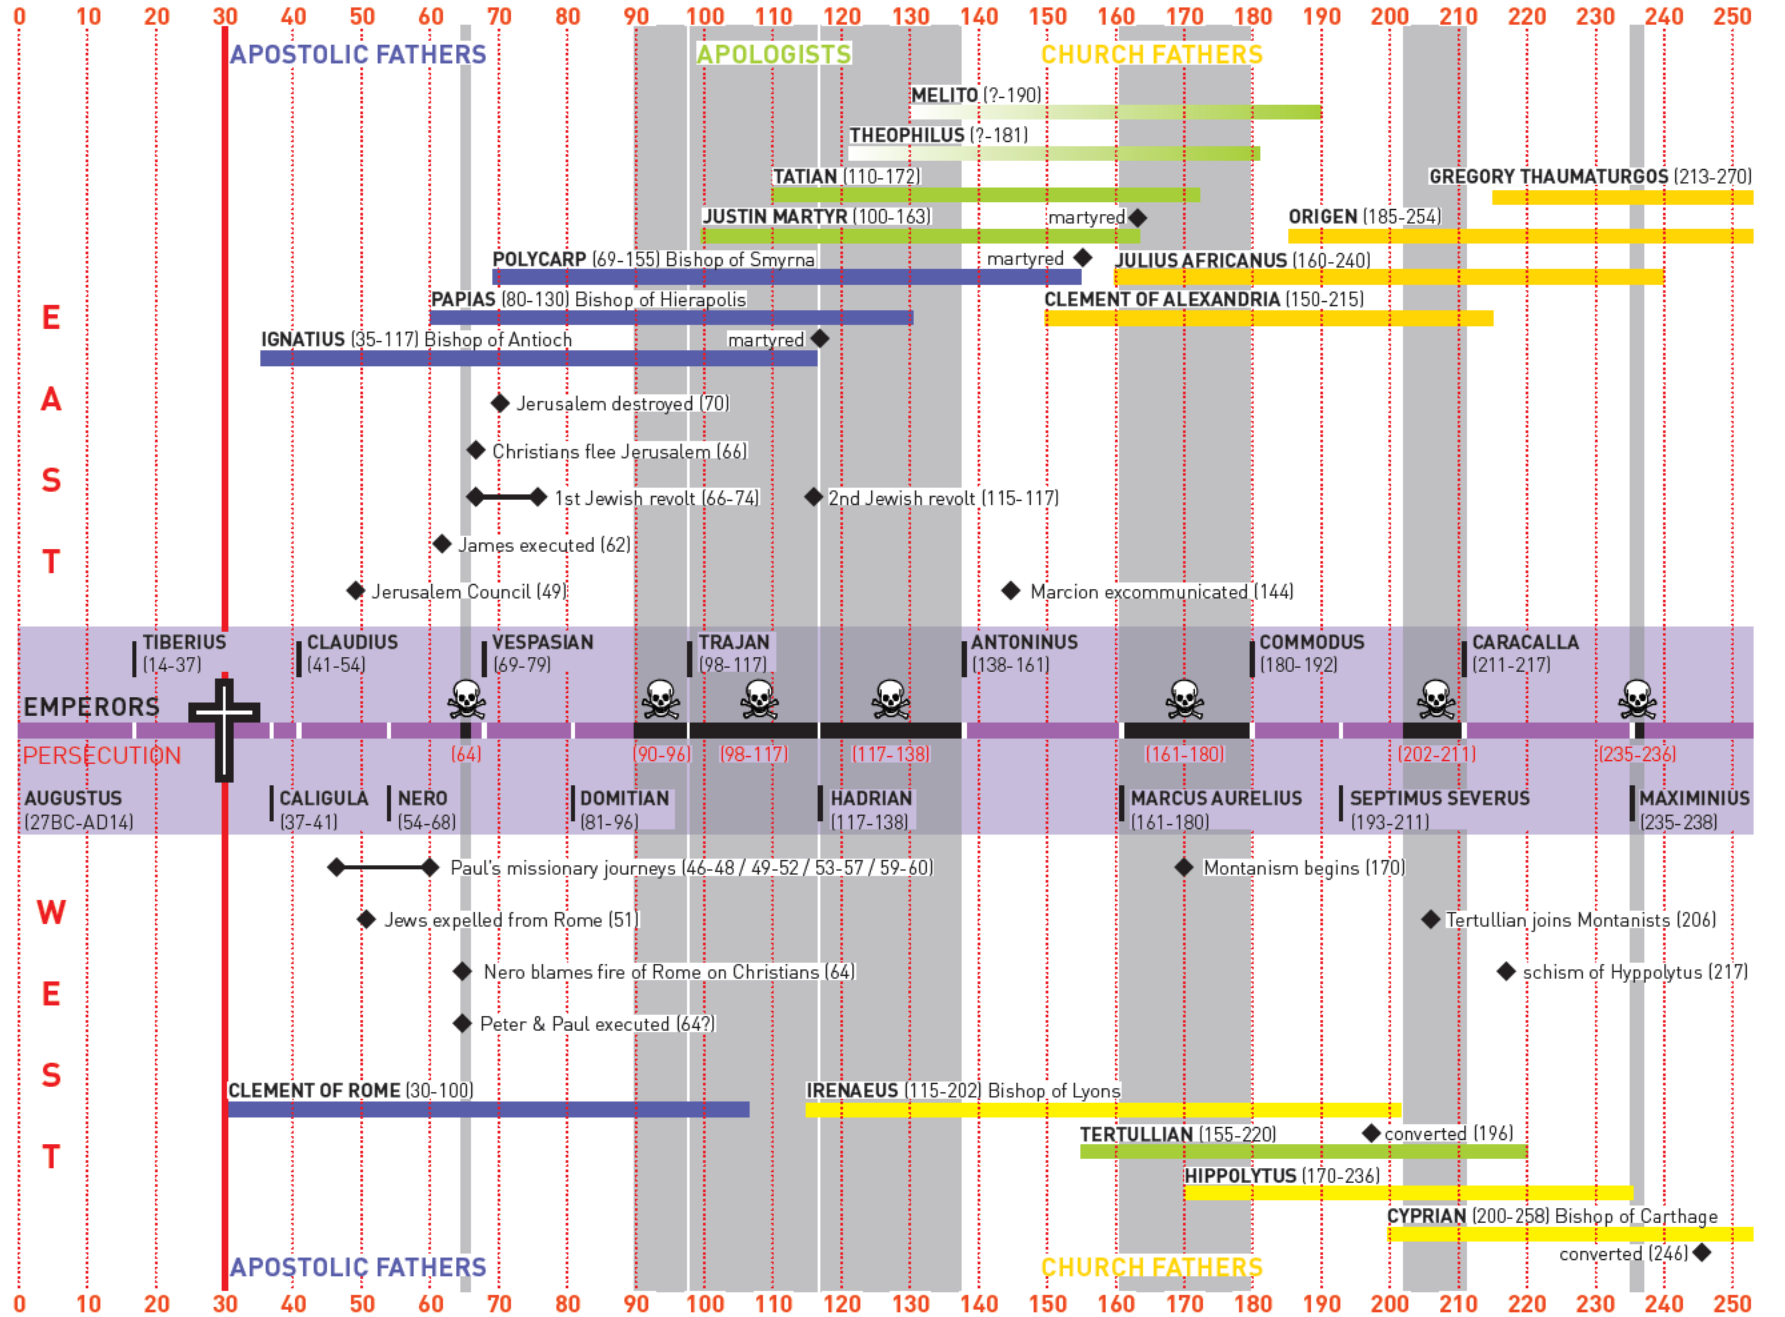 0 10 20 30 40 50 60 70 80 90 100 110 120 130 140 150 160 170 180 190 200 210 220 230 240 250
APOSTOLIC FATHERS
APOLOGISTS
CHURCH FATHERS
MELITO (?-190)
THEOPHILUS (?-181)
TATIAN (110-172)
GREGORY THAUMATURGOS (213-270)
JUSTIN MARTYR (100-163)
martyred
ORIGEN (185-254)
POLYCARP (69-155) Bishop of Smyrna
martyred
JULIUS AFRICANUS (160-240)
PAPIAS (80-130) Bishop of Hierapolis
CLEMENT OF ALEXANDRIA (150-215)
IGNATIUS (35-117) Bishop of Antioch
martyred
EAST
Jerusalem destroyed (70)
Christians flee Jerusalem (66)
1st Jewish revolt (66-74)
2nd Jewish revolt (115-117)
James executed (62)
Jerusalem Council (49)
Marcion excommunicated (144)
TIBERIUS
(14-37)
CLAUDIUS
(41-54)
VESPASIAN
(69-79)
TRAJAN
(98-117)
ANTONINUS
(138-161)
COMMODUS
(180-192)
CARACALLA
(211-217)
EMPERORS
PERSECUTION
(64)
(90-96)
(98-117)
(117-138)
(161-180)
(202-211)
(235-236)
AUGUSTUS
(27BC-AD14)
CALIGULA
(37-41)
NERO
(54-68)
DOMITIAN
(81-96)
HADRIAN
(117-138)
MARCUS AURELIUS
(161-180)
SEPTIMUS SEVERUS
(193-211)
MAXIMINIUS
(235-238)
WEST
Paul's missionary journeys (46-48 / 49-52 / 53-57 / 59-60)
Montanism begins (170)
Jews expelled from Rome (51)
Tertullian joins Montanists (206)
Nero blames fire of Rome on Christians (64)
schism of Hyppolytus (217)
Peter & Paul executed (64?)
CLEMENT OF ROME (30-100)
IRENAEUS (115-202) Bishop of Lyons
TERTULLIAN (155-220)
converted (196)
HIPPOLYTUS (170-236)
CYPRIAN (200-258) Bishop of Carthage
converted (246)
APOSTOLIC FATHERS
CHURCH FATHERS
0 10 20 30 40 50 60 70 80 90 100 110 120 130 140 150 160 170 180 190 200 210 220 230 240 250